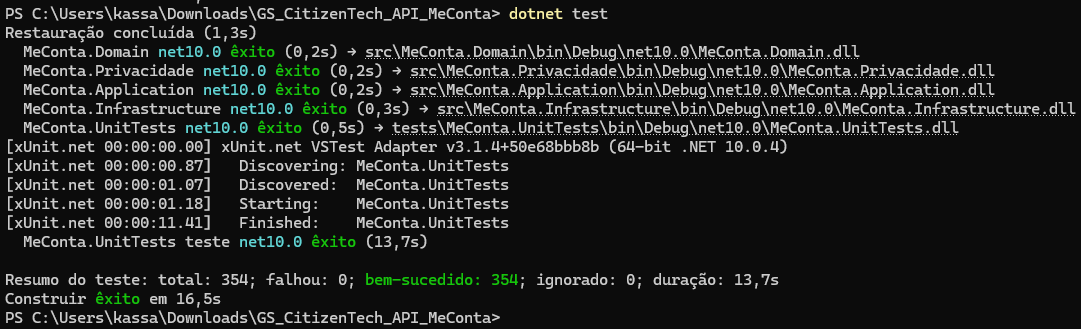 PS C:\Users\kassa\Downloads\GS_CitizenTech_API_MeConta> dotnet test
Restauração concluída (1,3s)
  MeConta.Domain net10.0 êxito (0,2s) → src\MeConta.Domain\bin\Debug\net10.0\MeConta.Domain.dll
  MeConta.Privacidade net10.0 êxito (0,2s) → src\MeConta.Privacidade\bin\Debug\net10.0\MeConta.Privacidade.dll
  MeConta.Application net10.0 êxito (0,2s) → src\MeConta.Application\bin\Debug\net10.0\MeConta.Application.dll
  MeConta.Infrastructure net10.0 êxito (0,3s) → src\MeConta.Infrastructure\bin\Debug\net10.0\MeConta.Infrastructure.dll
  MeConta.UnitTests net10.0 êxito (0,5s) → tests\MeConta.UnitTests\bin\Debug\net10.0\MeConta.UnitTests.dll
[xUnit.net 00:00:00.00] xUnit.net VSTest Adapter v3.1.4+50e68bbb8b (64-bit .NET 10.0.4)
[xUnit.net 00:00:00.87]   Discovering: MeConta.UnitTests
[xUnit.net 00:00:01.07]   Discovered:  MeConta.UnitTests
[xUnit.net 00:00:01.18]   Starting:    MeConta.UnitTests
[xUnit.net 00:00:11.41]   Finished:    MeConta.UnitTests
  MeConta.UnitTests teste net10.0 êxito (13,7s)

Resumo do teste: total: 354; falhou: 0; bem-sucedido: 354; ignorado: 0; duração: 13,7s
Construir êxito em 16,5s
PS C:\Users\kassa\Downloads\GS_CitizenTech_API_MeConta>